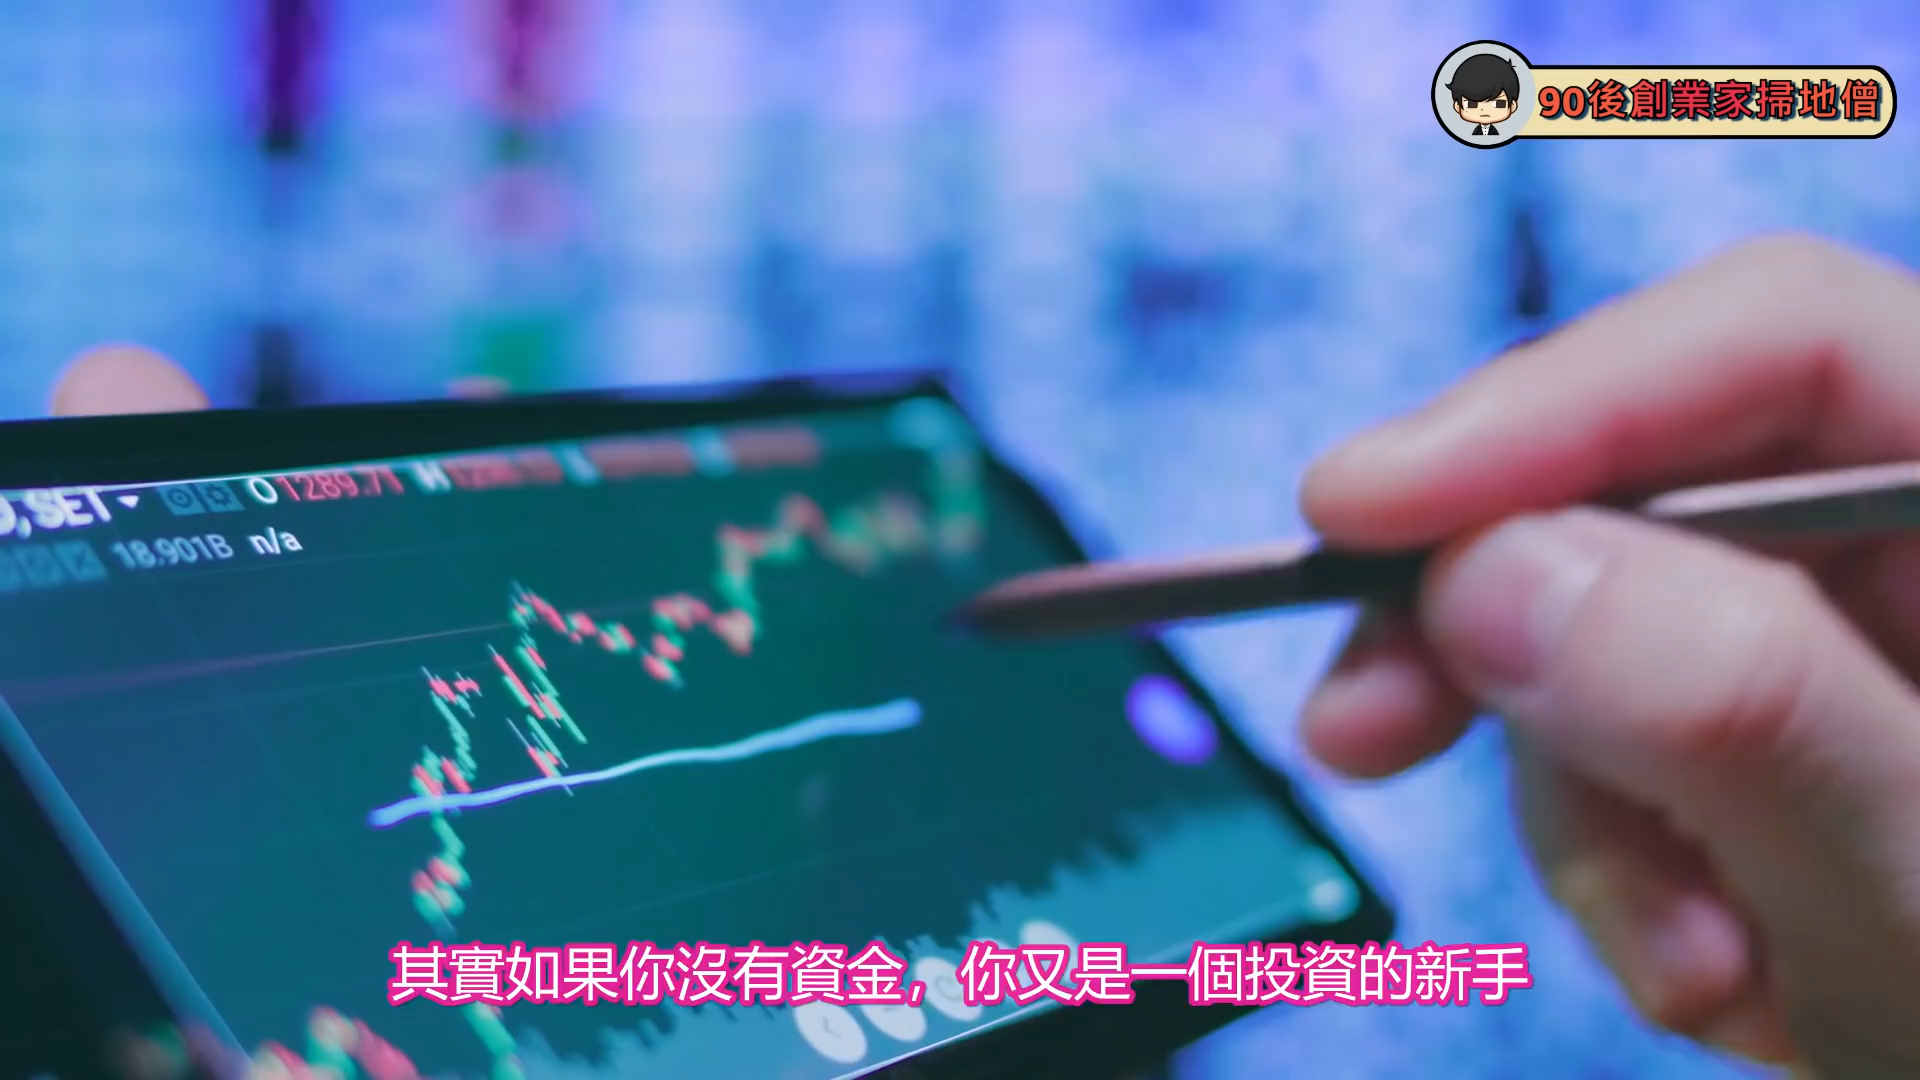 90後創業家掃地僧
,SET
O1289.71 H
18.901B n/a
其實如果你沒有資金，你又是一個投資的新手